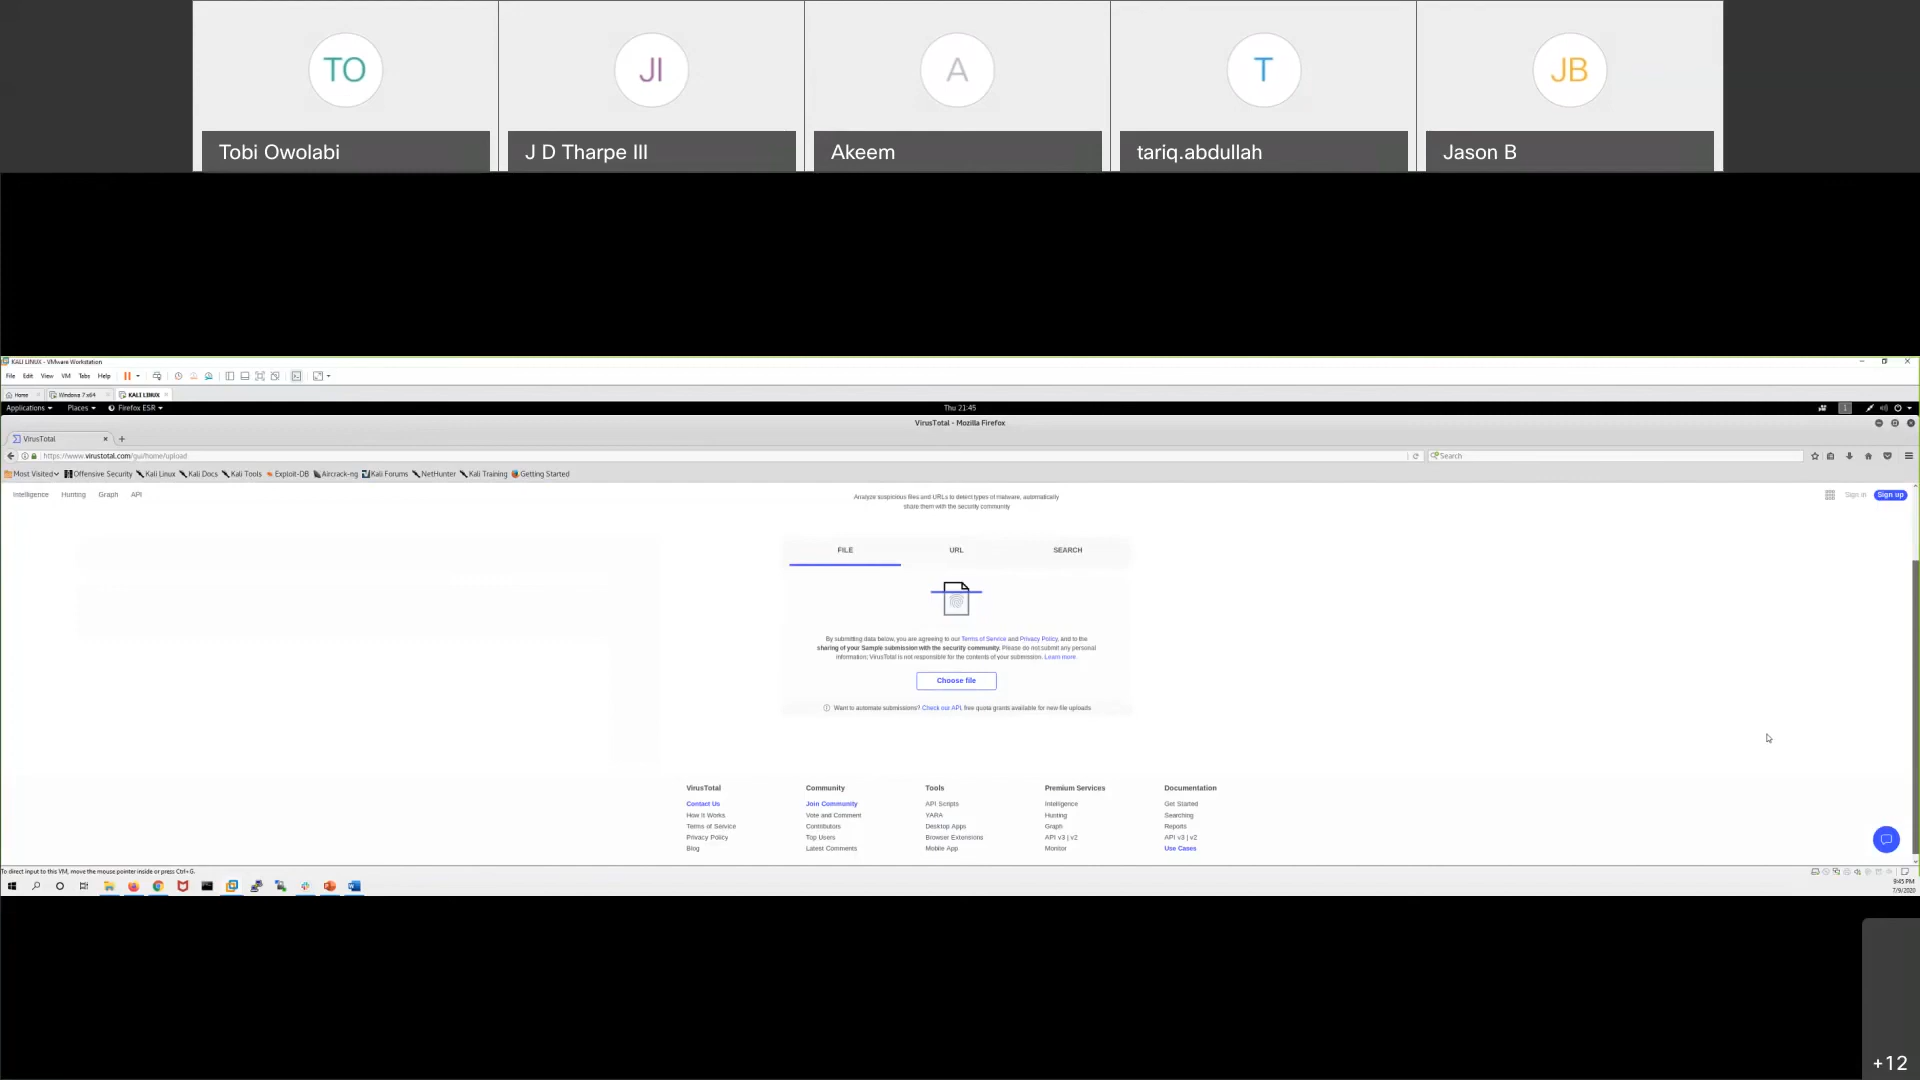 TO
JI
A
T
JB
Tobi Owolabi
J D Tharpe III
Akeem
tariq.abdullah
Jason B
KALI LINUX - VMware Workstation
File Edit View VM Tabs Help
Home Windows 7 x64 KALI LINUX
Applications Places Firefox ESR Thu 21:45 1
VirusTotal - Mozilla Firefox
VirusTotal
https://www.virustotal.com/gui/home/upload Search
Most Visited Offensive Security Kali Linux Kali Docs Kali Tools Exploit-DB Aircrack-ng Kali Forums NetHunter Kali Training Getting Started
Intelligence Hunting Graph API Sign in Sign up
Analyze suspicious files and URLs to detect types of malware, automatically
share them with the security community
FILE URL SEARCH
By submitting data below, you are agreeing to our Terms of Service and Privacy Policy, and to the
sharing of your Sample submission with the security community. Please do not submit any personal
information; VirusTotal is not responsible for the contents of your submission. Learn more
Choose file
Want to automate submissions? Check our API, free quota grants available for new file uploads
VirusTotal Community Tools Premium Services Documentation
Contact Us Join Community API Scripts Intelligence Get Started
How It Works Vote and Comment YARA Hunting Searching
Terms of Service Contributors Desktop Apps Graph Reports
Privacy Policy Top Users Browser Extensions API v3 | v2 API v3 | v2
Blog Latest Comments Mobile App Monitor Use Cases
To direct input to this VM, move the mouse pointer inside or press Ctrl+G.
9:45 PM
7/9/2020
+12